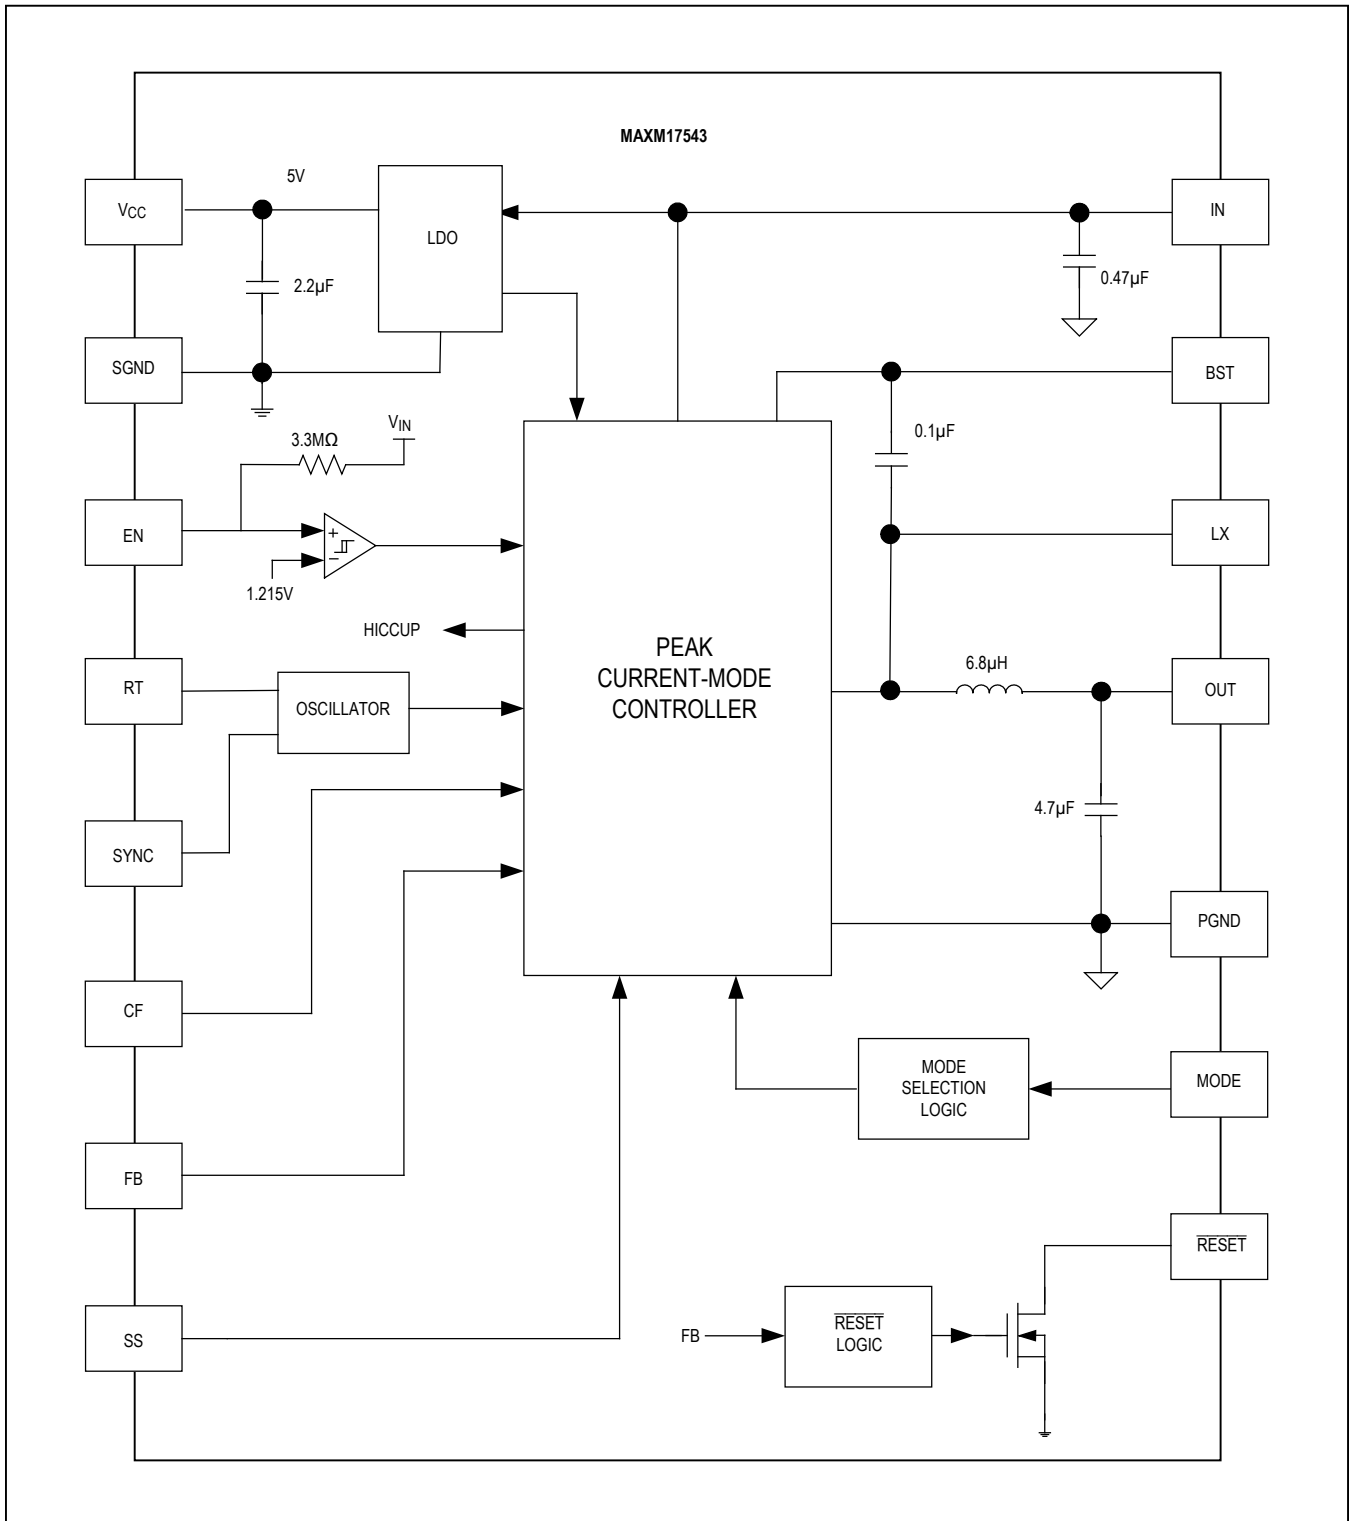 MAXM17543
5V
VCC
LDO
IN
2.2µF
0.47µF
SGND
BST
VIN
3.3MΩ
0.1µF
EN
+
−
LX
1.215V
HICCUP
PEAK
CURRENT-MODE
CONTROLLER
6.8µH
RT
OSCILLATOR
OUT
4.7µF
SYNC
PGND
CF
MODE
SELECTION
LOGIC
MODE
FB
RESET
SS
FB
RESET
LOGIC